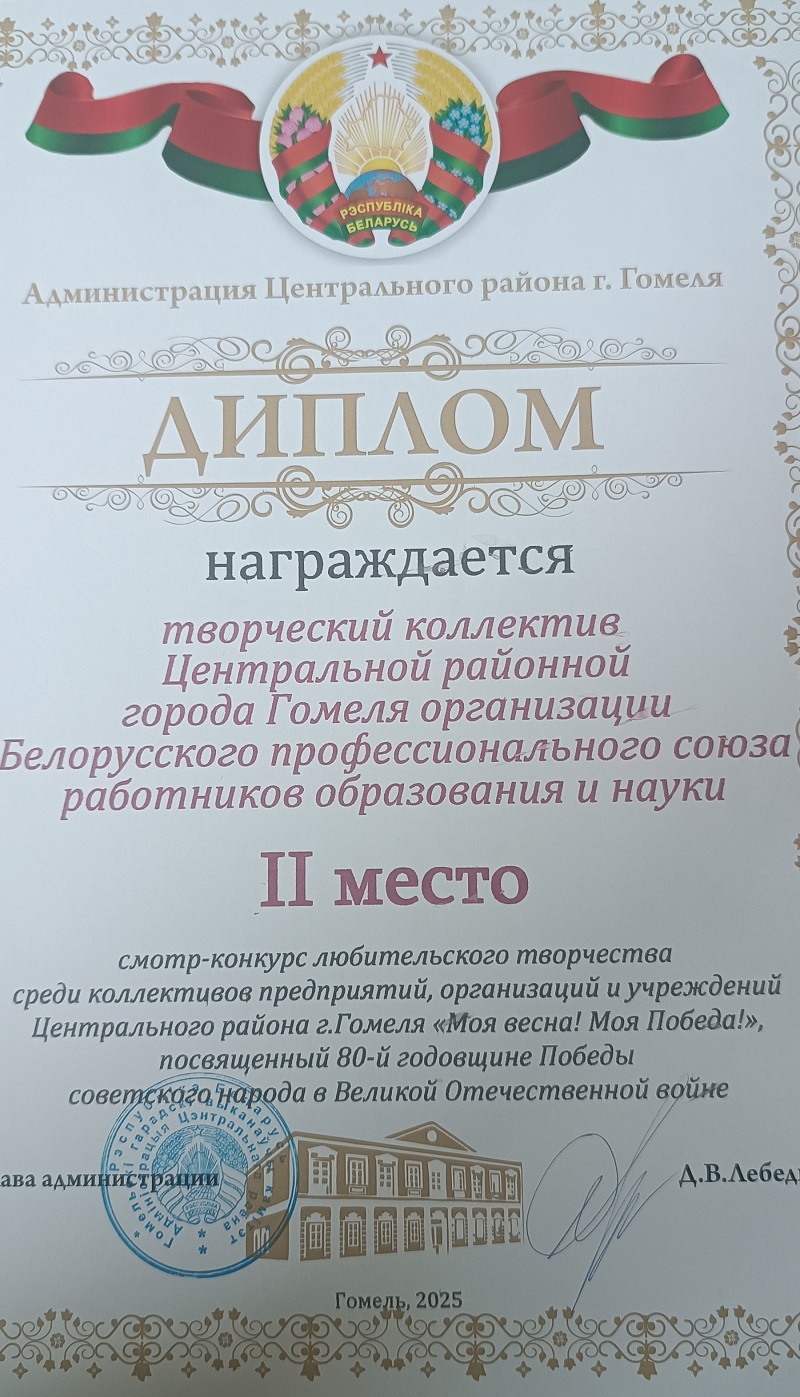 РЭСПУБЛІКА
БЕЛАРУСЬ
Администрация Центрального района г. Гомеля
ДИПЛОМ
награждается
творческий коллектив
Центральной районной
города Гомеля организации
Белорусского профессионального союза
работников образования и науки
II место
смотр-конкурс любительского творчества
среди коллективов предприятий, организаций и учреждений
Центрального района г.Гомеля «Моя весна! Моя Победа!»,
посвященный 80-й годовщине Победы
советского народа в Великой Отечественной войне
ава администрации
Д.В.Лебед
Гомель, 2025